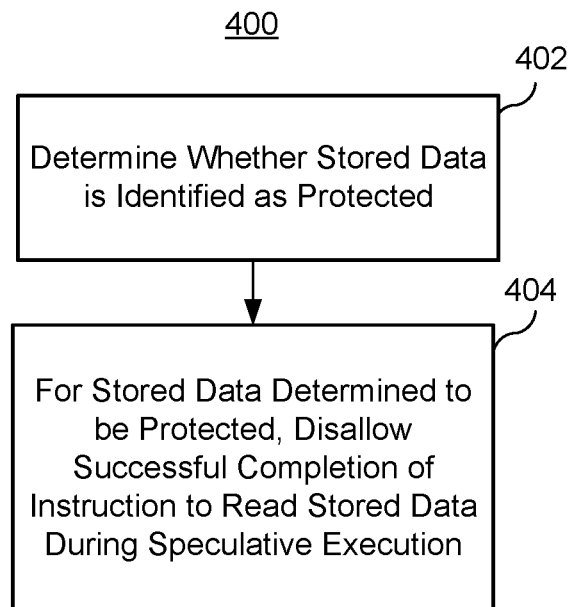 400
402
Determine Whether Stored Data
is Identified as Protected
404
For Stored Data Determined to
be Protected, Disallow
Successful Completion of
Instruction to Read Stored Data
During Speculative Execution